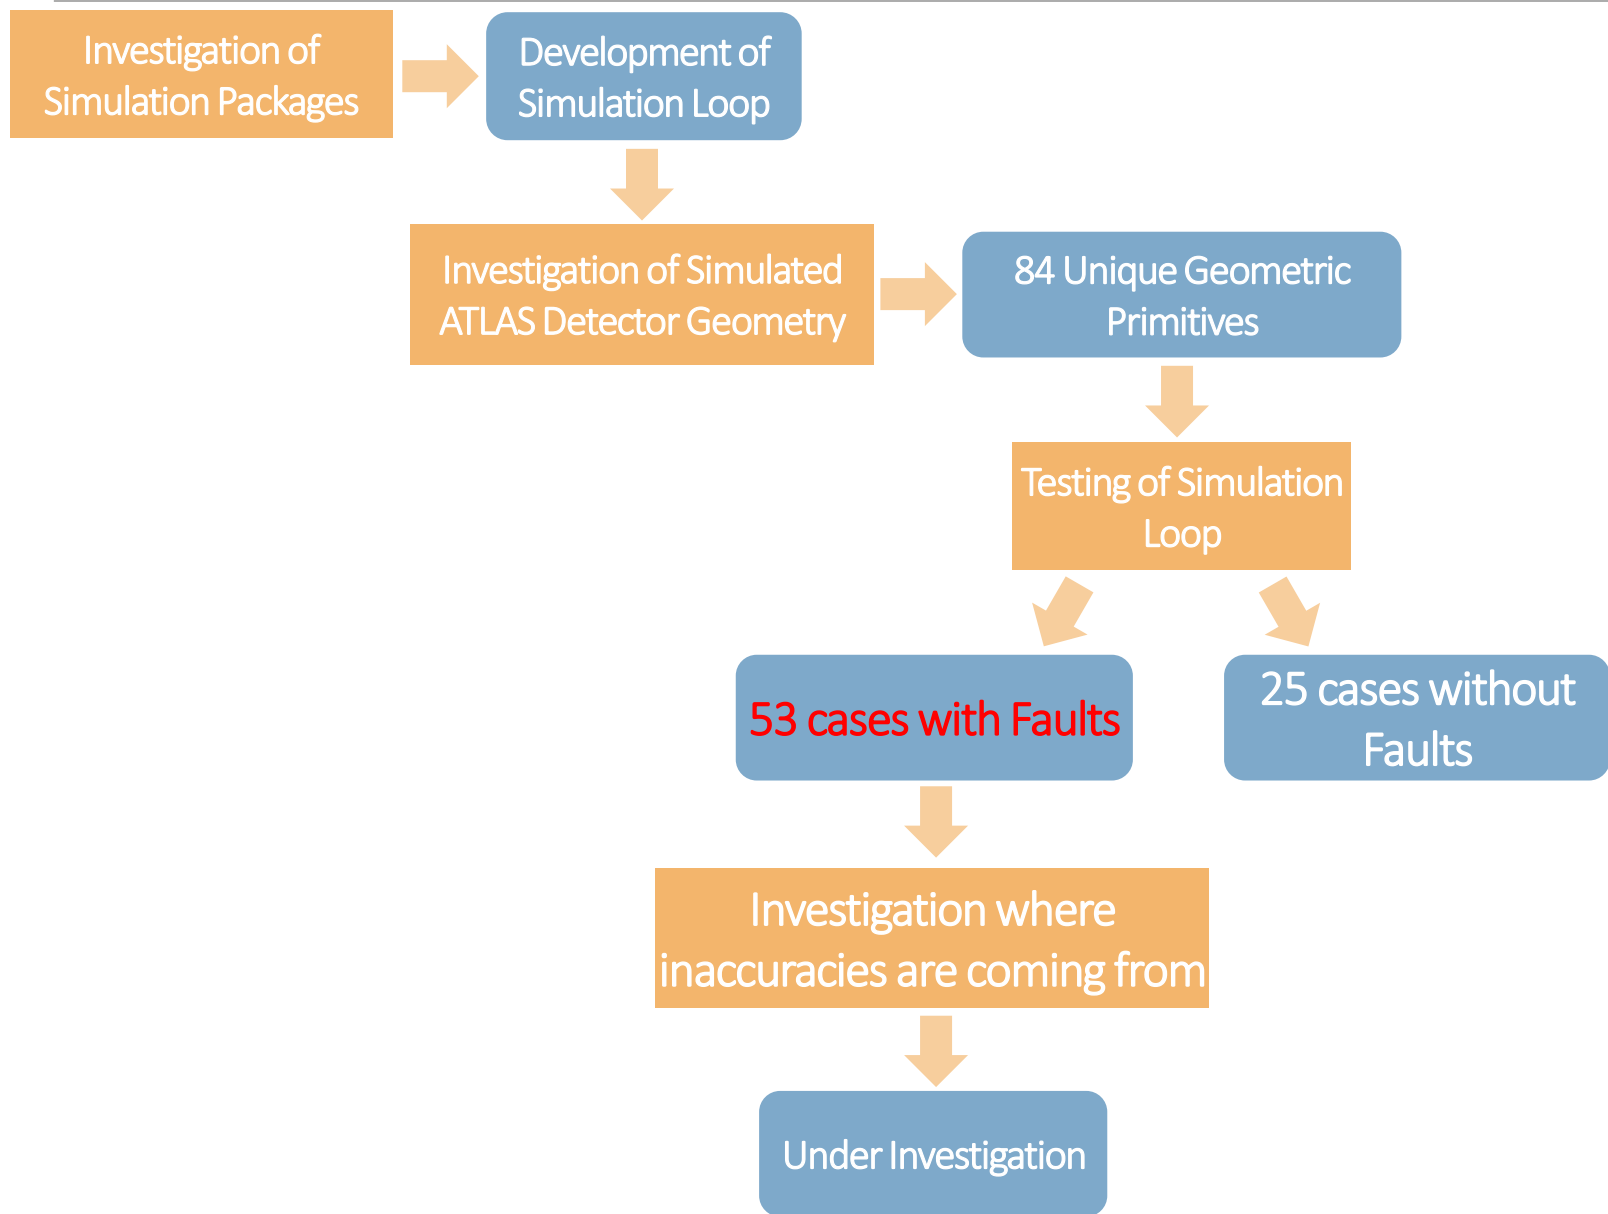 Investigation of
Simulation Packages
Development of
Simulation Loop
Investigation of Simulated
ATLAS Detector Geometry
84 Unique Geometric
Primitives
Testing of Simulation
Loop
53 cases with Faults
25 cases without
Faults
Investigation where
inaccuracies are coming from
Under Investigation